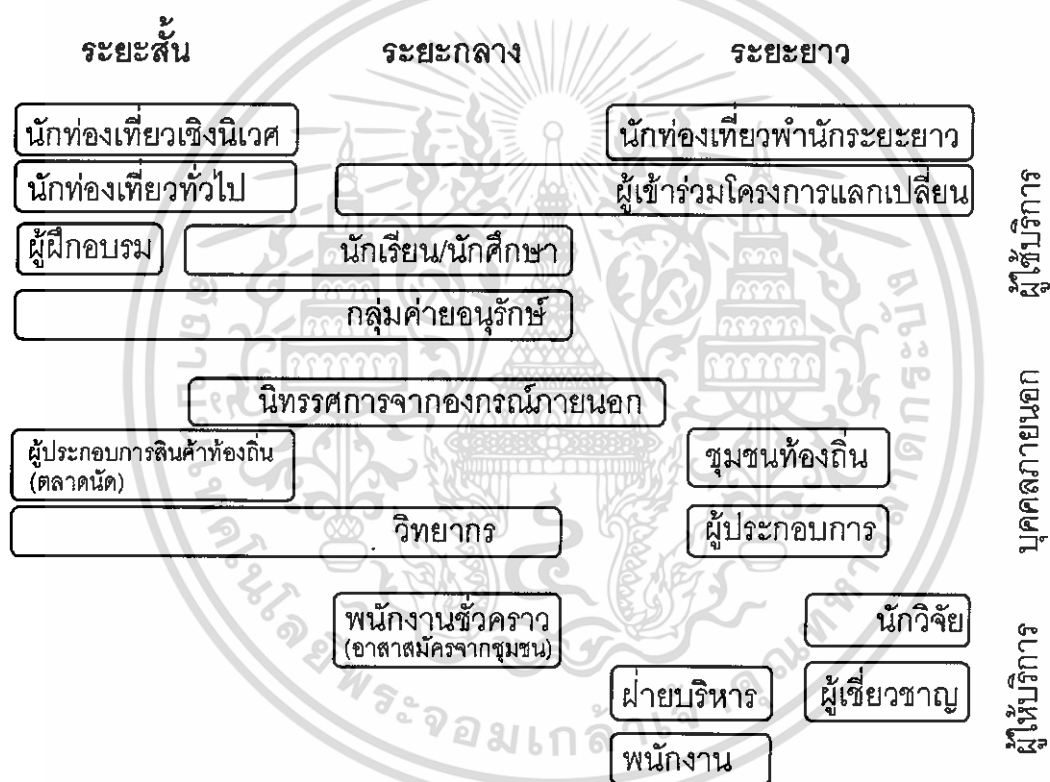 ระยะสั้น ระยะกลาง ระยะยาว
นักท่องเที่ยวเชิงนิเวศ นักท่องเที่ยวพำนักระยะยาว
นักท่องเที่ยวทั่วไป ผู้เข้าร่วมโครงการแลกเปลี่ยน
ผู้ฝึกอบรม นักเรียน/นักศึกษา
กลุ่มค่ายอนุรักษ์
ผู้ใช้บริการ
นิทรรศการจากองกรณ์ภายนอก
ผู้ประกอบการสินค้าท้องถิ่น ชุมชนท้องถิ่น
(ตลาดนัด)
วิทยากร ผู้ประกอบการ
บุคคลภายนอก
พนักงานชั่วคราว นักวิจัย
(อาสาสมัครจากชุมชน)
ฝ่ายบริหาร ผู้เชี่ยวชาญ
พนักงาน
ผู้ให้บริการ